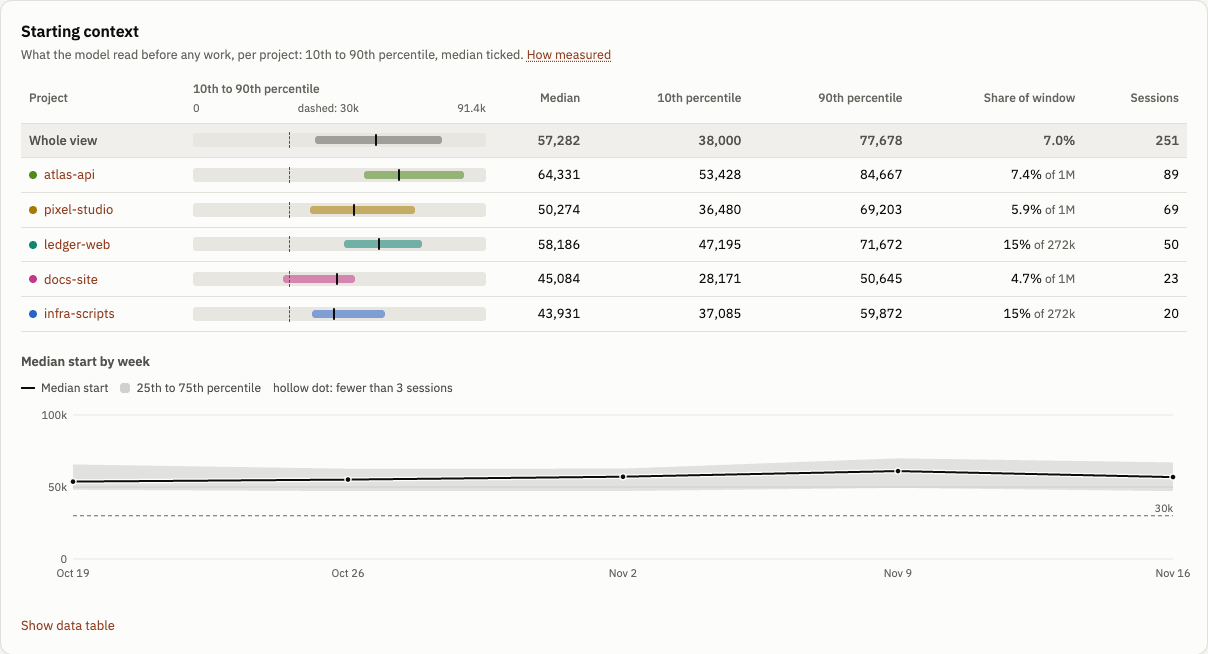 Starting context
What the model read before any work, per project: 10th to 90th percentile, median ticked. How measured
Project 10th to 90th percentile Median 10th percentile 90th percentile Share of window Sessions
0 dashed: 30k 91.4k
Whole view 57,282 38,000 77,678 7.0% 251
atlas-api 64,331 53,428 84,667 7.4% of 1M 89
pixel-studio 50,274 36,480 69,203 5.9% of 1M 69
ledger-web 58,186 47,195 71,672 15% of 272k 50
docs-site 45,084 28,171 50,645 4.7% of 1M 23
infra-scripts 43,931 37,085 59,872 15% of 272k 20
Median start by week
Median start 25th to 75th percentile hollow dot: fewer than 3 sessions
100k
50k
30k
0
Oct 19 Oct 26 Nov 2 Nov 9 Nov 16
Show data table